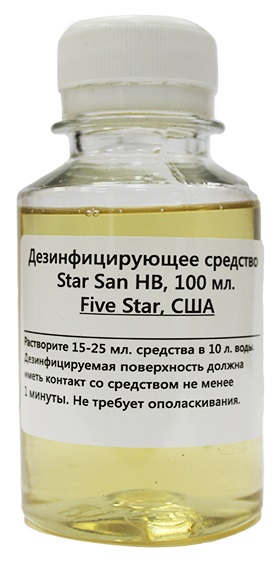 Дезинфицирующее средство
Star San HB, 100 мл.
Five Star, США
Растворите 15-25 мл. средства в 10 л. воды.
Дезинфицируемая поверхность должна
иметь контакт со средством не менее
1 минуты. Не требует ополаскивания.